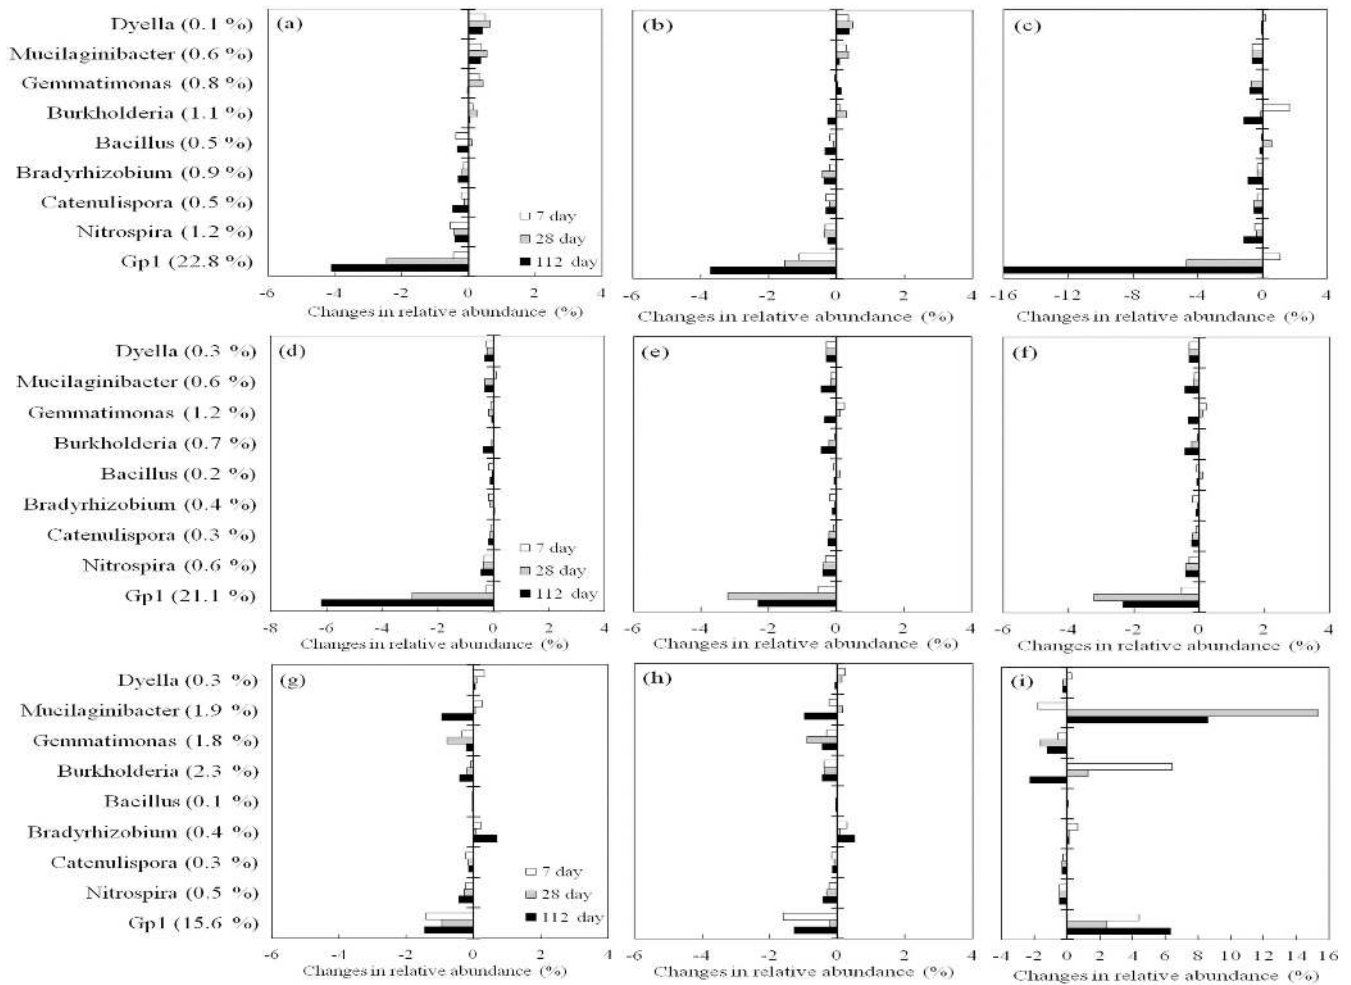 (a) (b) (c)
Dyella (0.1 %)
Mucilaginibacter (0.6 %)
Gemmatimonas (0.8 %)
Burkholderia (1.1 %)
Bacillus (0.5 %)
Bradyrhizobium (0.9 %)
Catenulispora (0.5 %)
Nitrospira (1.2 %)
Gp1 (22.8 %)
7 day
28 day
112 day
-6 -4 -2 0 2 4 -6 -4 -2 0 2 4 -16 -12 -8 -4 0 4
Changes in relative abundance (%) Changes in relative abundance (%) Changes in relative abundance (%)
(d) (e) (f)
Dyella (0.3 %)
Mucilaginibacter (0.6 %)
Gemmatimonas (1.2 %)
Burkholderia (0.7 %)
Bacillus (0.2 %)
Bradyrhizobium (0.4 %)
Catenulispora (0.3 %)
Nitrospira (0.6 %)
Gp1 (21.1 %)
7 day
28 day
112 day
-8 -6 -4 -2 0 2 4 -6 -4 -2 0 2 4 -6 -4 -2 0 2 4
Changes in relative abundance (%) Changes in relative abundance (%) Changes in relative abundance (%)
(g) (h) (i)
Dyella (0.3 %)
Mucilaginibacter (1.9 %)
Gemmatimonas (1.8 %)
Burkholderia (2.3 %)
Bacillus (0.1 %)
Bradyrhizobium (0.4 %)
Catenulispora (0.3 %)
Nitrospira (0.5 %)
Gp1 (15.6 %)
7 day
28 day
112 day
-6 -4 -2 0 2 4 -6 -4 -2 0 2 4 -4 -2 0 2 4 6 8 10 12 14 16
Changes in relative abundance (%) Changes in relative abundance (%) Changes in relative abundance (%)